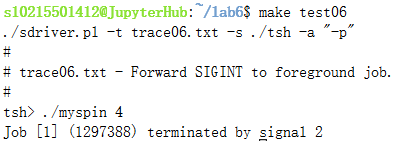 s10215501412@JupyterHub:~/lab6$ make test06
./sdriver.pl -t trace06.txt -s ./tsh -a "-p"
#
# trace06.txt - Forward SIGINT to foreground job.
#
tsh> ./myspin 4
Job [1] (1297388) terminated by signal 2